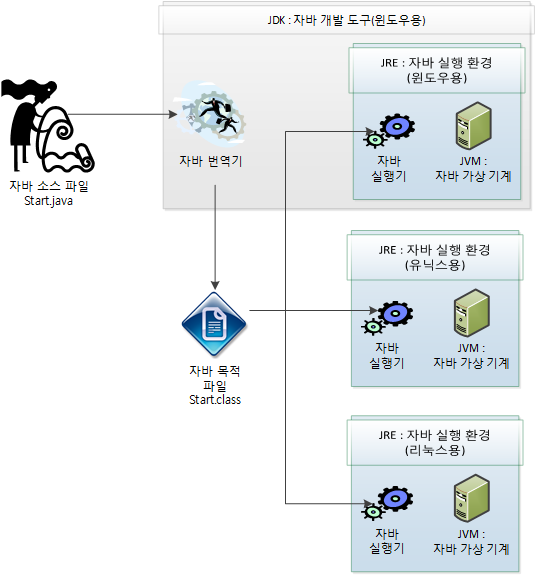 JDK : 자바 개발 도구(윈도우용)
JRE : 자바 실행 환경
(윈도우용)
자바 소스 파일
Start.java
자바 번역기
자바
실행기
JVM :
자바 가상 기계
JRE : 자바 실행 환경
(유닉스용)
자바
실행기
JVM :
자바 가상 기계
자바 목적
파일
Start.class
JRE : 자바 실행 환경
(리눅스용)
자바
실행기
JVM :
자바 가상 기계